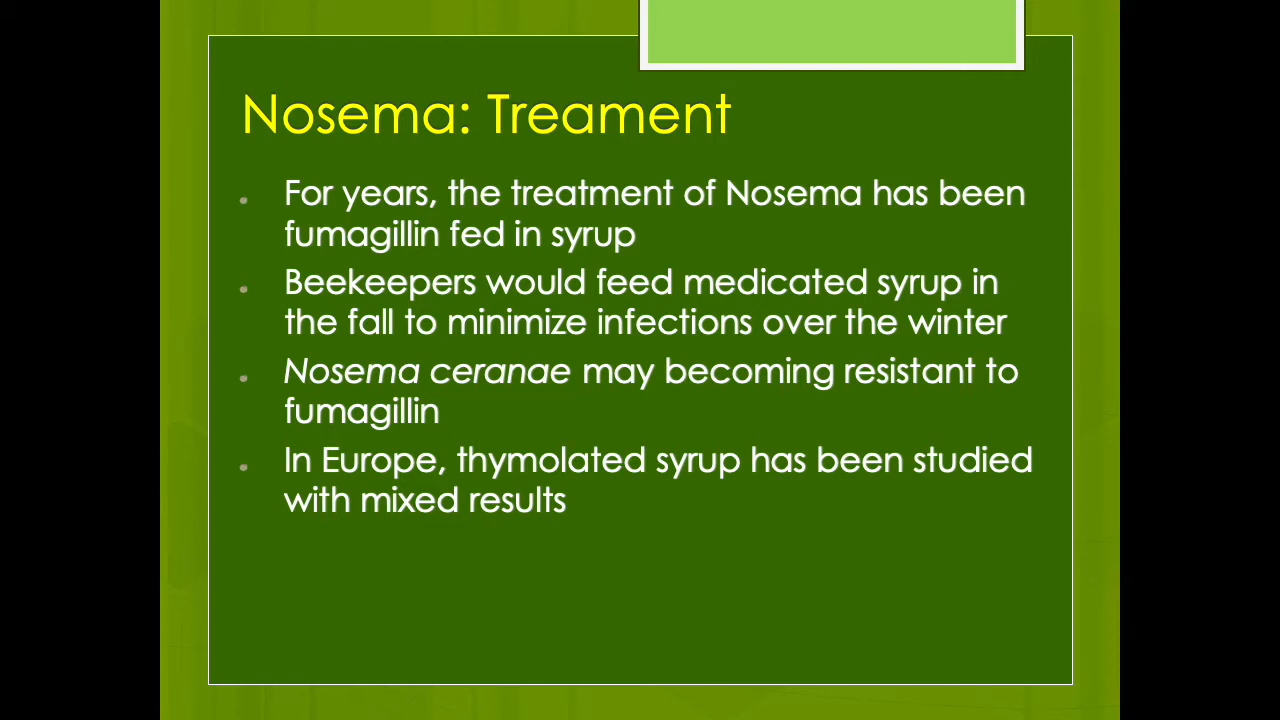 Nosema: Treament
For years, the treatment of Nosema has been
fumagillin fed in syrup
Beekeepers would feed medicated syrup in
the fall to minimize infections over the winter
Nosema ceranae may becoming resistant to
fumagillin
In Europe, thymolated syrup has been studied
with mixed results